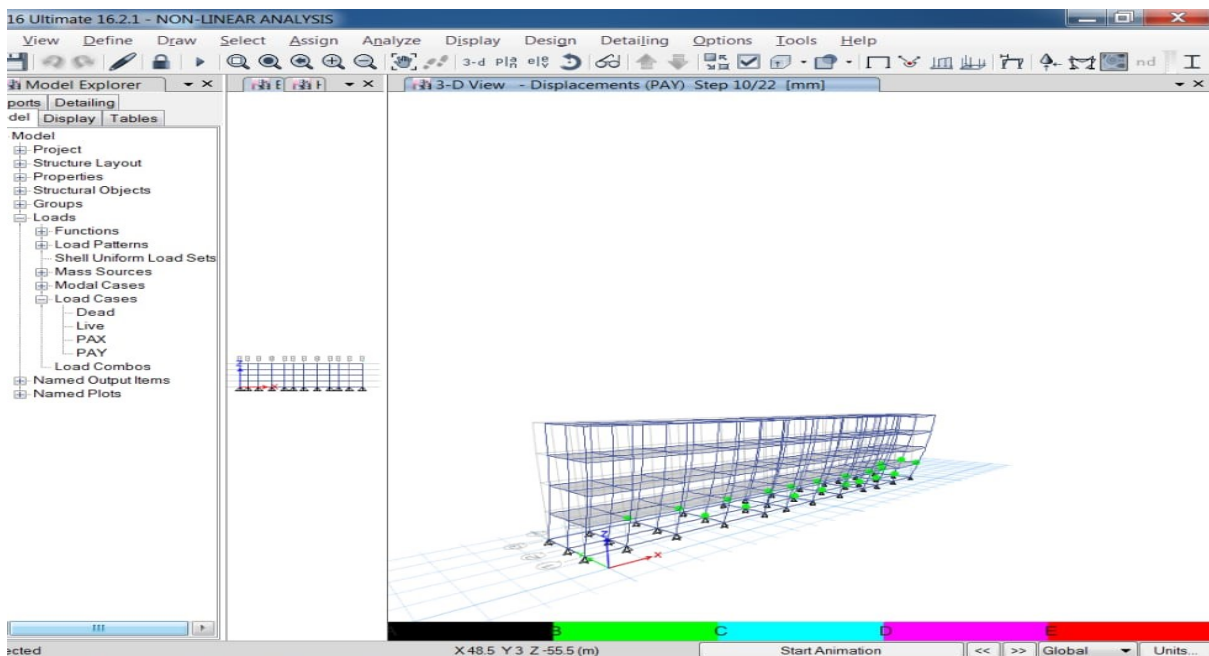 16 Ultimate 16.2.1 - NON-LINEAR ANALYSIS
View Define Draw Select Assign Analyze Display Design Detailing Options Tools Help
3-d nd
Model Explorer
3-D View - Displacements (PAY) Step 10/22 [mm]
ports Detailing
del Display Tables
Model
Project
Structure Layout
Properties
Structural Objects
Groups
Loads
Functions
Load Patterns
Shell Uniform Load Sets
Mass Sources
Modal Cases
Load Cases
Dead
Live
PAX
PAY
Load Combos
Named Output Items
Named Plots
Z
X
Z
X
B C D E
ected
X 48.5 Y 3 Z -55.5 (m)
Start Animation
<< >>
Global
Units...